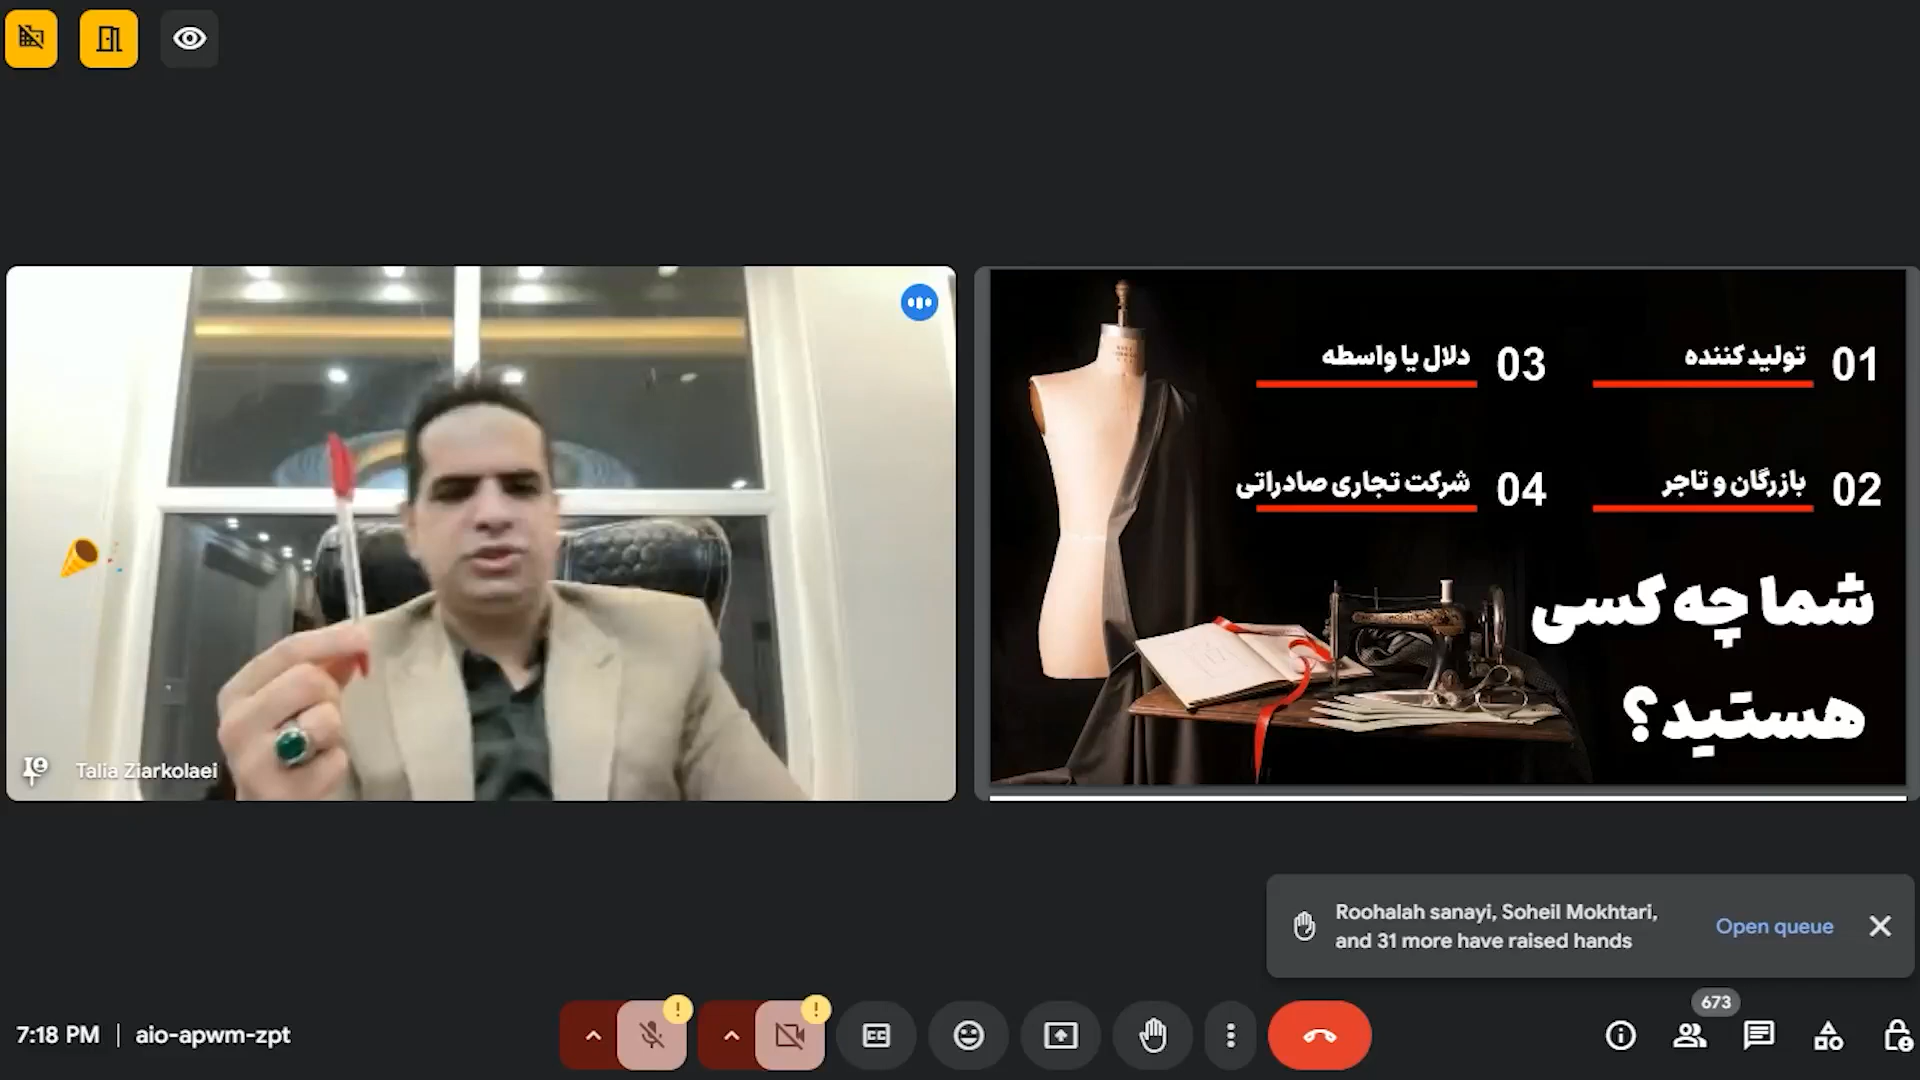 Talia Ziarkolaei
01 تولید کننده
03 دلال یا واسطه
02 بازرگان و تاجر
04 شرکت تجاری صادراتی
شما چه کسی
هستید؟
Roohalah sanayi, Soheil Mokhtari,
and 31 more have raised hands
Open queue
7:18 PM | aio-apwm-zpt
CC
673